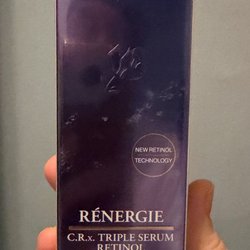 NEW RETINOL
TECHNOLOGY
RÉNERGIE
C.R.x. TRIPLE SERUM
RETINOL